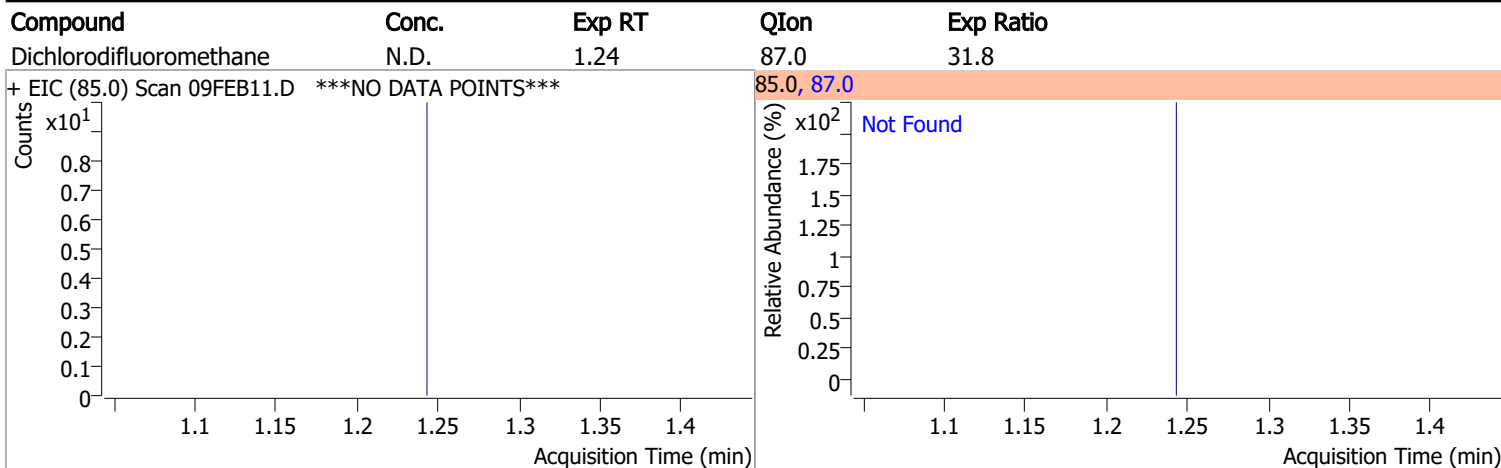 Compound Conc. Exp RT QIon Exp Ratio
Dichlorodifluoromethane N.D. 1.24 87.0 31.8
+ EIC (85.0) Scan 09FEB11.D ***NO DATA POINTS***
Counts
x10¹
0.8
0.7
0.6
0.5
0.4
0.3
0.2
0.1
0
1.1 1.15 1.2 1.25 1.3 1.35 1.4
Acquisition Time (min)
85.0, 87.0
Relative Abundance (%)
x10²
Not Found
1.75
1.5
1.25
1
0.75
0.5
0.25
0
1.1 1.15 1.2 1.25 1.3 1.35 1.4
Acquisition Time (min)